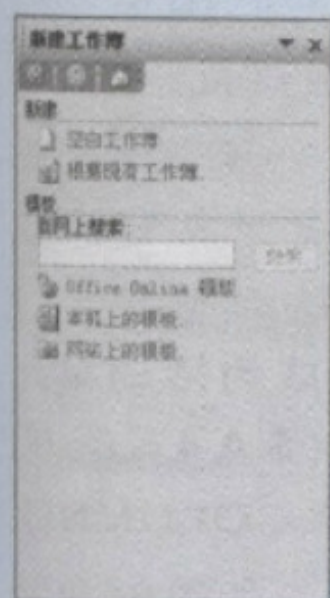 新建工作簿
新建
空白工作簿
根据现有工作簿...
模板
在网上搜索:
搜索
Office Online 模板
本机上的模板...
网站上的模板...